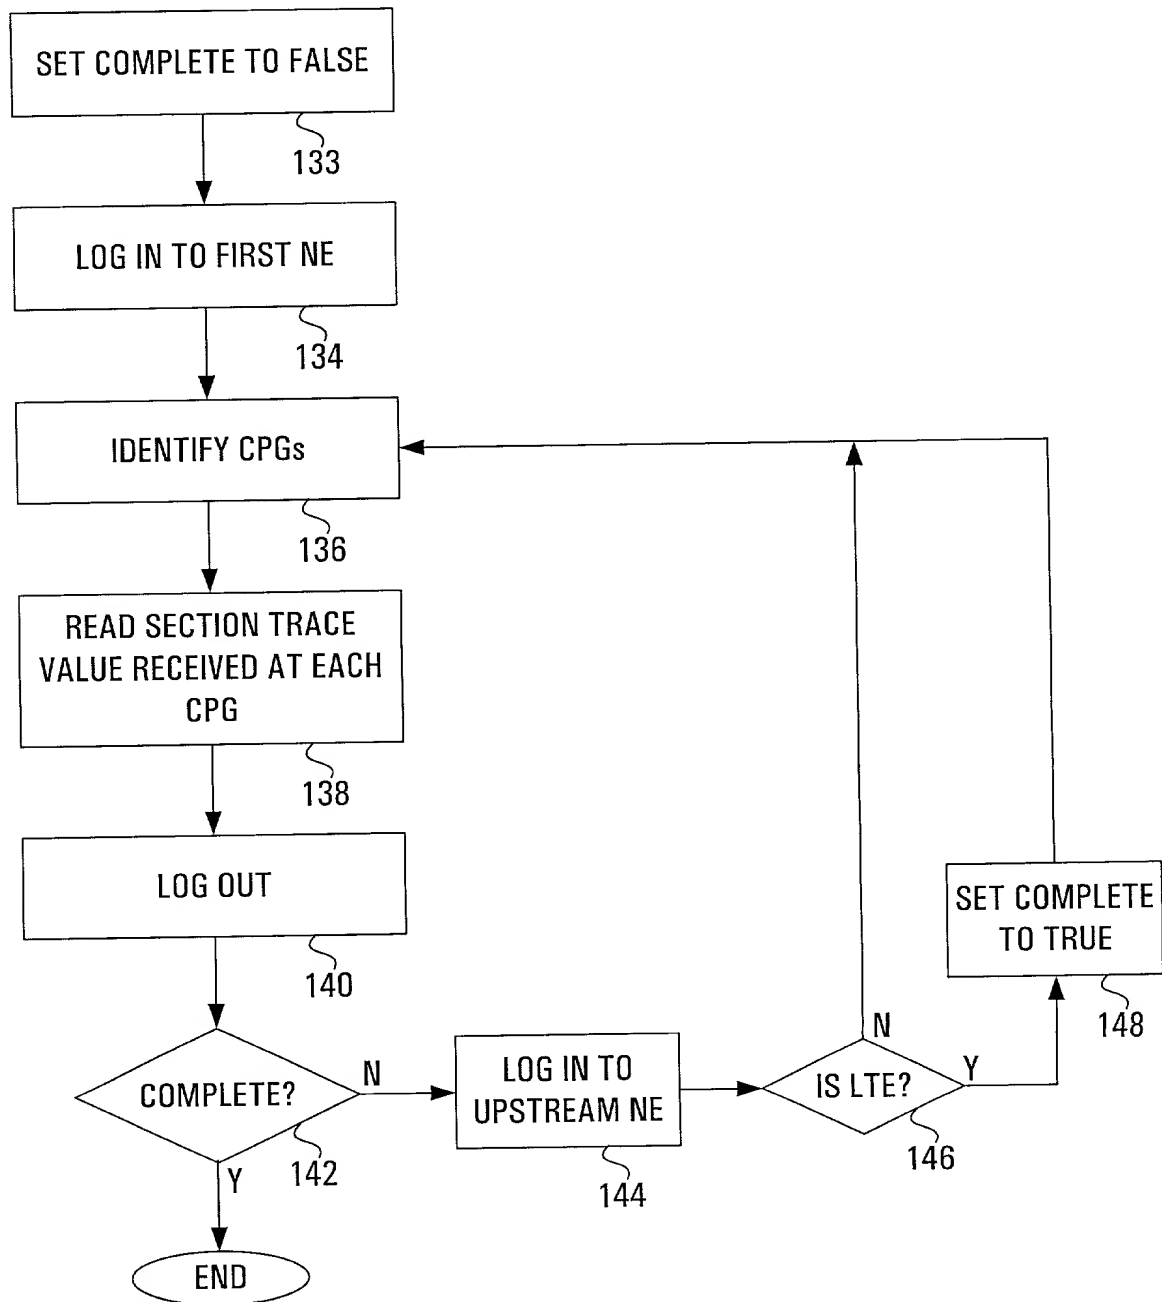 SET COMPLETE TO FALSE
133
LOG IN TO FIRST NE
134
IDENTIFY CPGs
136
READ SECTION TRACE
VALUE RECEIVED AT EACH
CPG
138
LOG OUT
140
COMPLETE?
142
N
Y
LOG IN TO
UPSTREAM NE
144
IS LTE?
146
N
Y
SET COMPLETE
TO TRUE
148
END